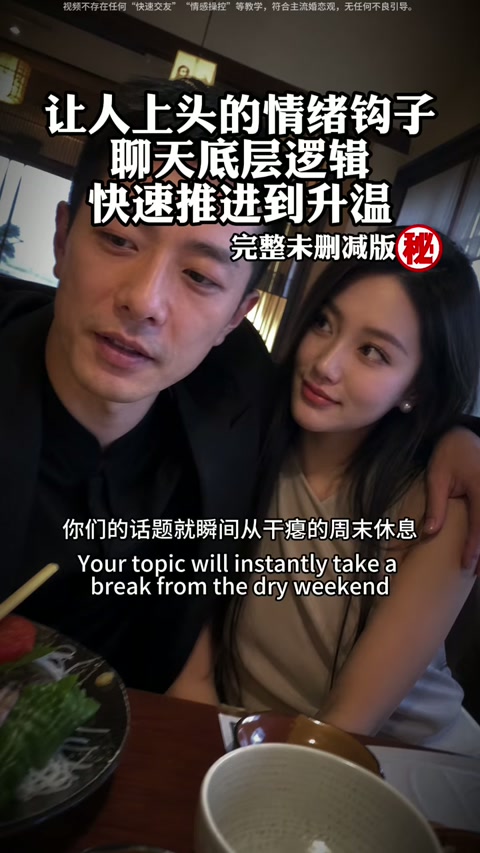 视频不存在任何“快速交友”“情感操控”等教学，符合主流婚恋观，无任何不良引导。
让人上头的情绪钩子
聊天底层逻辑
快速推进到升温
完整未删减版 秘
你们的话题就瞬间从干瘪的周末休息
Your topic will instantly take a
break from the dry weekend